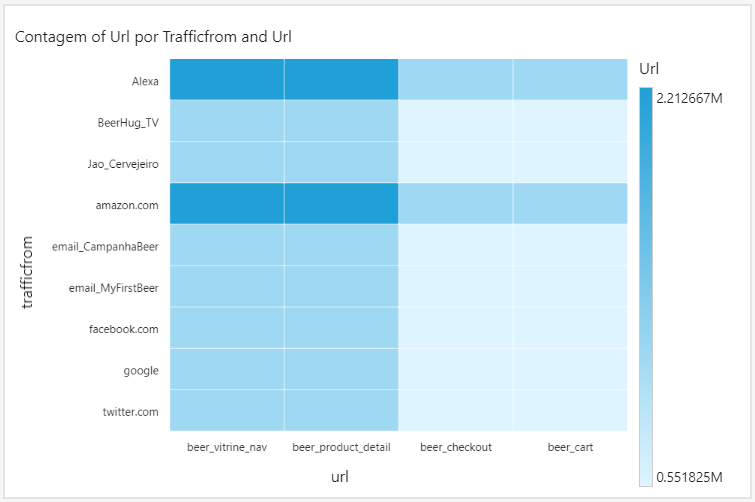 Contagem of Url por Trafficfrom and Url
Url
2.212667M
0.551825M
trafficfrom
Alexa
BeerHug_TV
Jao_Cervejeiro
amazon.com
email_CampanhaBeer
email_MyFirstBeer
facebook.com
google
twitter.com
beer_vitrine_nav beer_product_detail beer_checkout beer_cart
url